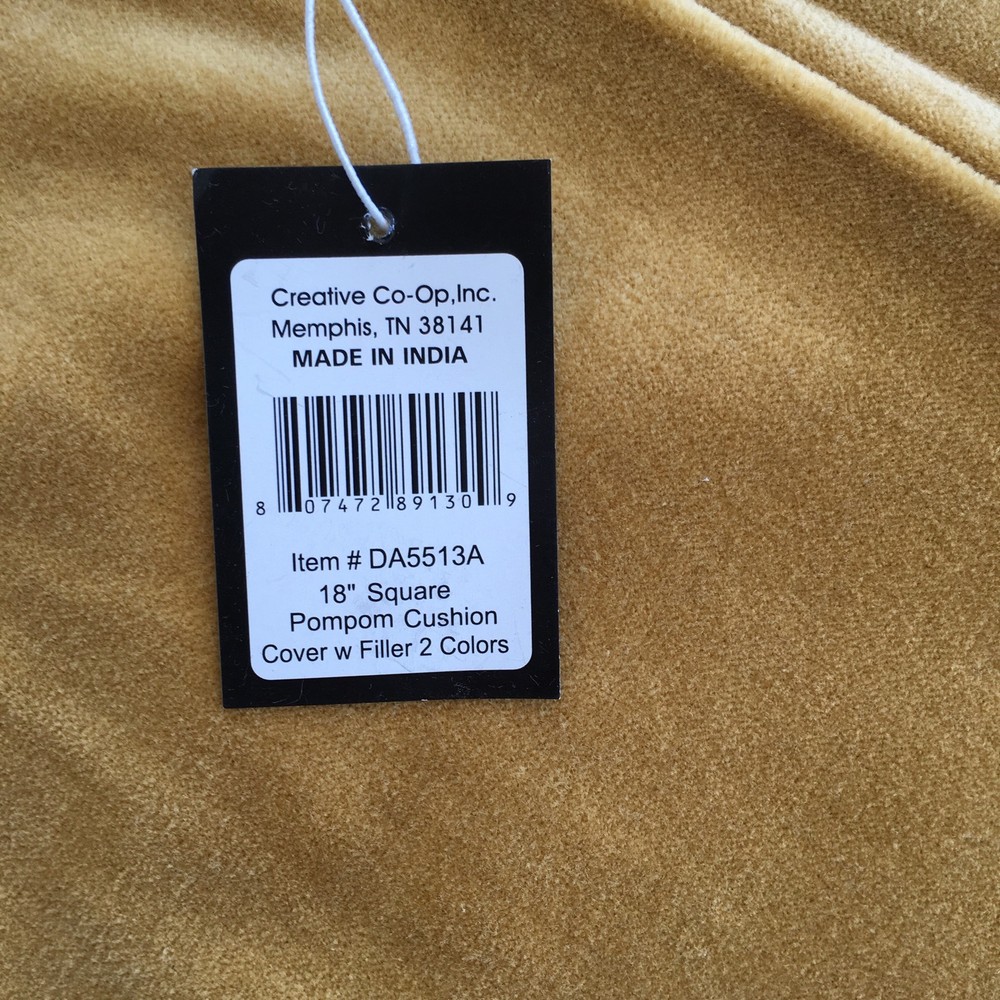 Creative Co-Op,Inc.
Memphis, TN 38141
MADE IN INDIA
8 07472 89130 9
Item # DA5513A
18" Square
Pompom Cushion
Cover w Filler 2 Colors